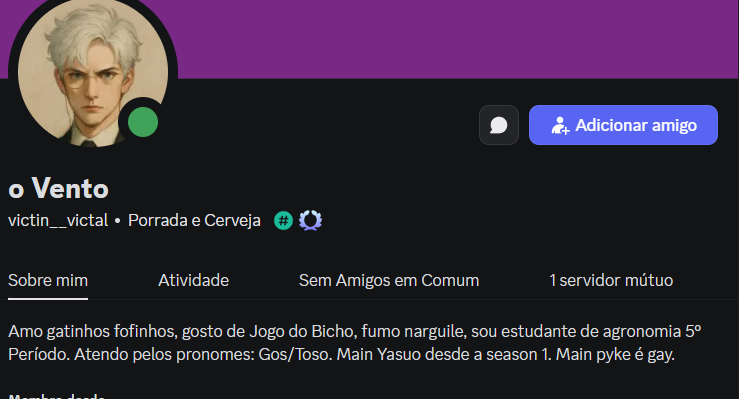 Adicionar amigo
o Vento
victin__victal • Porrada e Cerveja
Sobre mim Atividade Sem Amigos em Comum 1 servidor mútuo
Amo gatinhos fofinhos, gosto de Jogo do Bicho, fumo narguile, sou estudante de agronomia 5º
Período. Atendo pelos pronomes: Gos/Toso. Main Yasuo desde a season 1. Main pyke é gay.
Membro desde